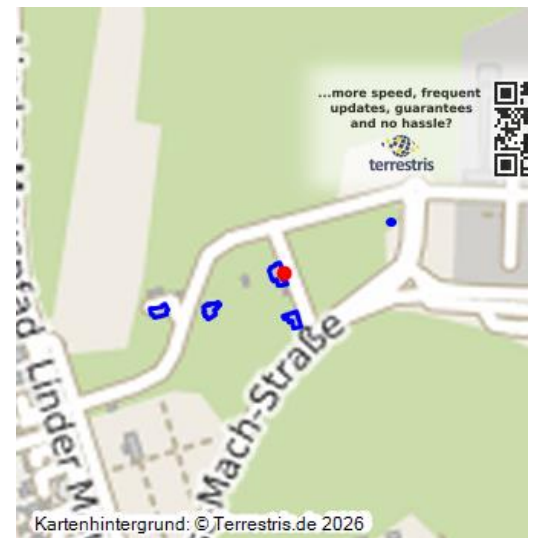 ...more speed, frequent
updates, guarantees
and no hassle?
terrestris
Mach-Straße
Linder M
Kartenhintergrund: © Terrestris.de 2026